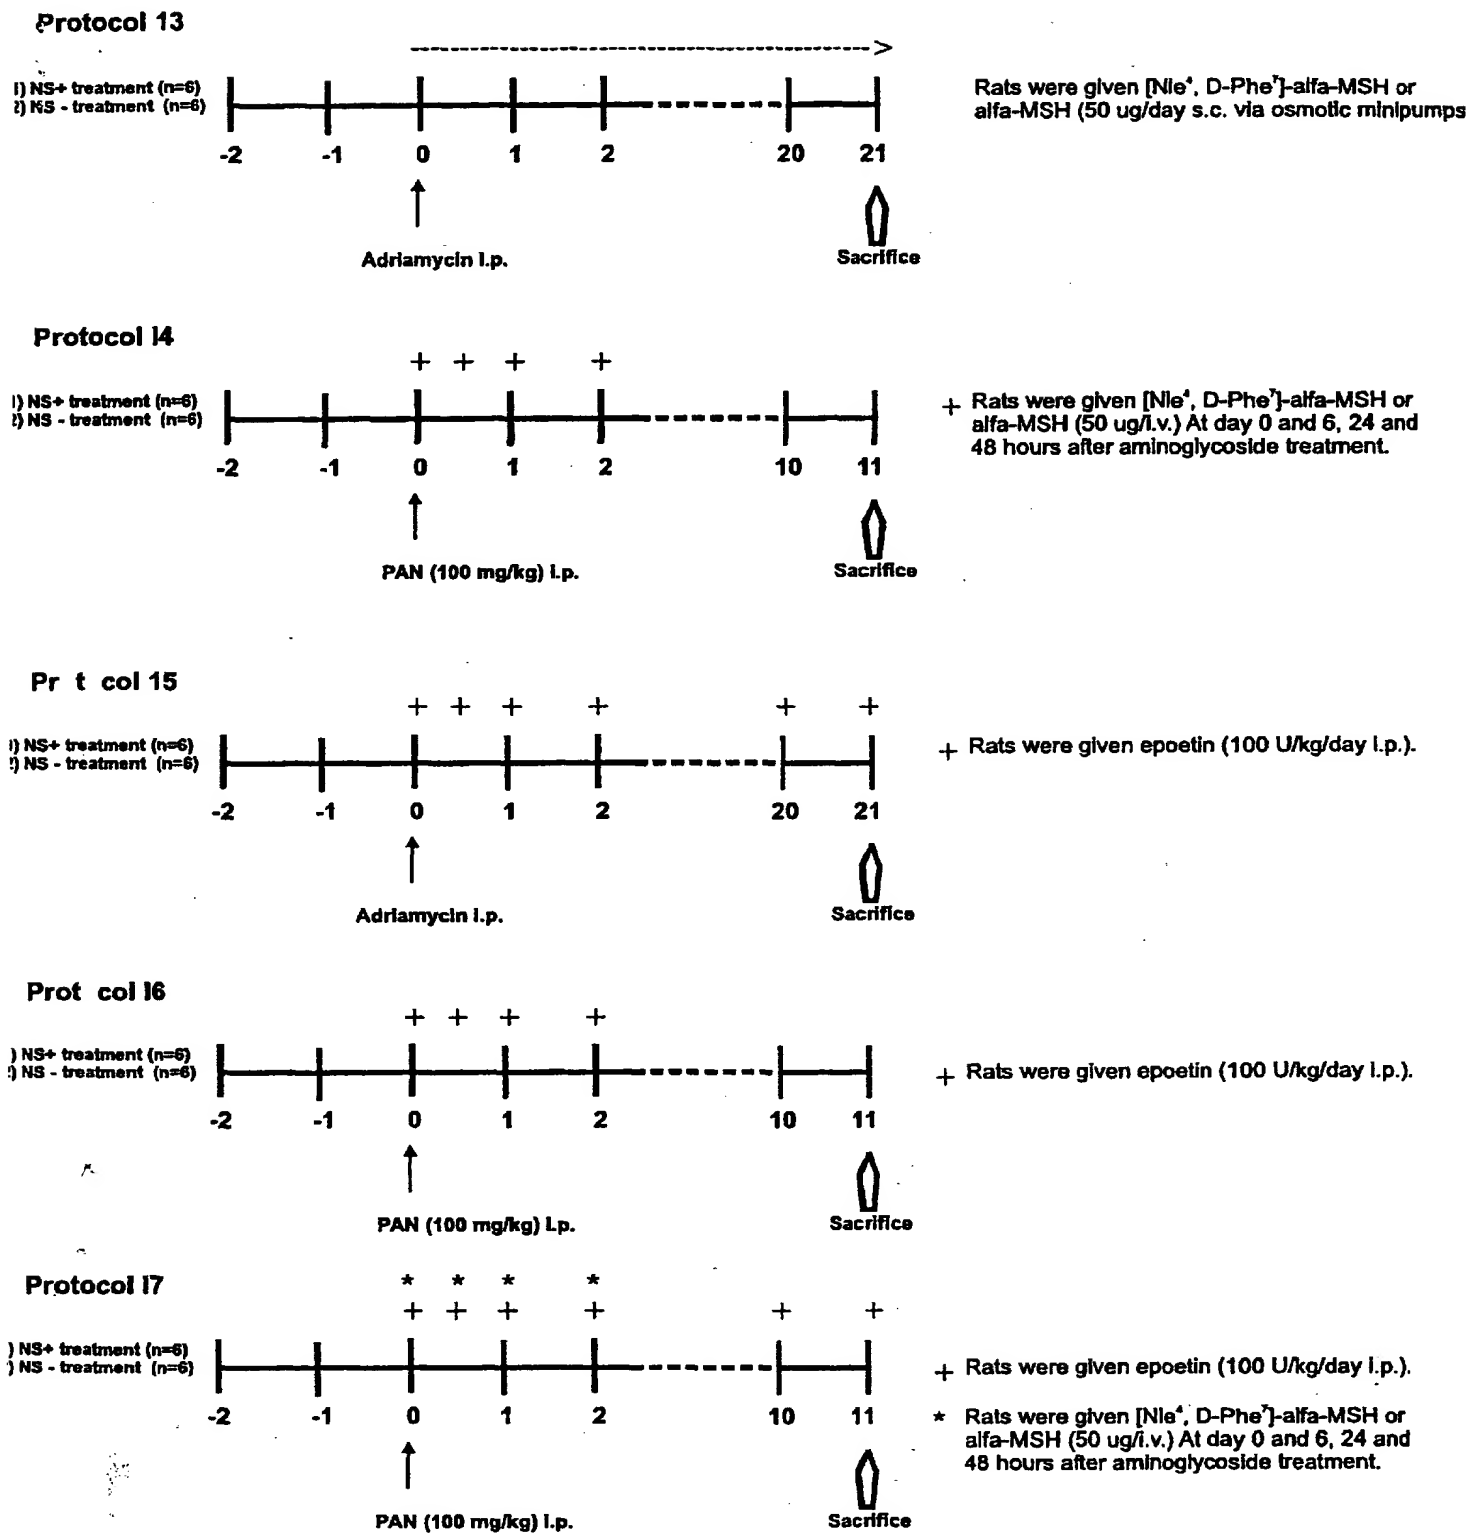 Protocol 13
1) NS+ treatment (n=6)
2) NS - treatment (n=6)
Rats were given [Nle⁴, D-Phe⁷]-alfa-MSH or
alfa-MSH (50 ug/day s.c. via osmotic minipumps
-2 -1 0 1 2 20 21
Adriamycin i.p.
Sacrifice
Protocol I4
+ + + +
1) NS+ treatment (n=6)
2) NS - treatment (n=6)
+ Rats were given [Nle⁴, D-Phe⁷]-alfa-MSH or
alfa-MSH (50 ug/i.v.) At day 0 and 6, 24 and
48 hours after aminoglycoside treatment.
-2 -1 0 1 2 10 11
PAN (100 mg/kg) i.p.
Sacrifice
Pr t col 15
+ + + + + +
) NS+ treatment (n=6)
) NS - treatment (n=6)
+ Rats were given epoetin (100 U/kg/day i.p.).
-2 -1 0 1 2 20 21
Adriamycin i.p.
Sacrifice
Prot col I6
+ + + +
) NS+ treatment (n=6)
) NS - treatment (n=6)
+ Rats were given epoetin (100 U/kg/day i.p.).
-2 -1 0 1 2 10 11
PAN (100 mg/kg) i.p.
Sacrifice
Protocol I7
* * * *
+ + + + + +
) NS+ treatment (n=6)
) NS - treatment (n=6)
+ Rats were given epoetin (100 U/kg/day i.p.).
-2 -1 0 1 2 10 11
* Rats were given [Nle⁴, D-Phe⁷]-alfa-MSH or
alfa-MSH (50 ug/i.v.) At day 0 and 6, 24 and
48 hours after aminoglycoside treatment.
PAN (100 mg/kg) i.p.
Sacrifice